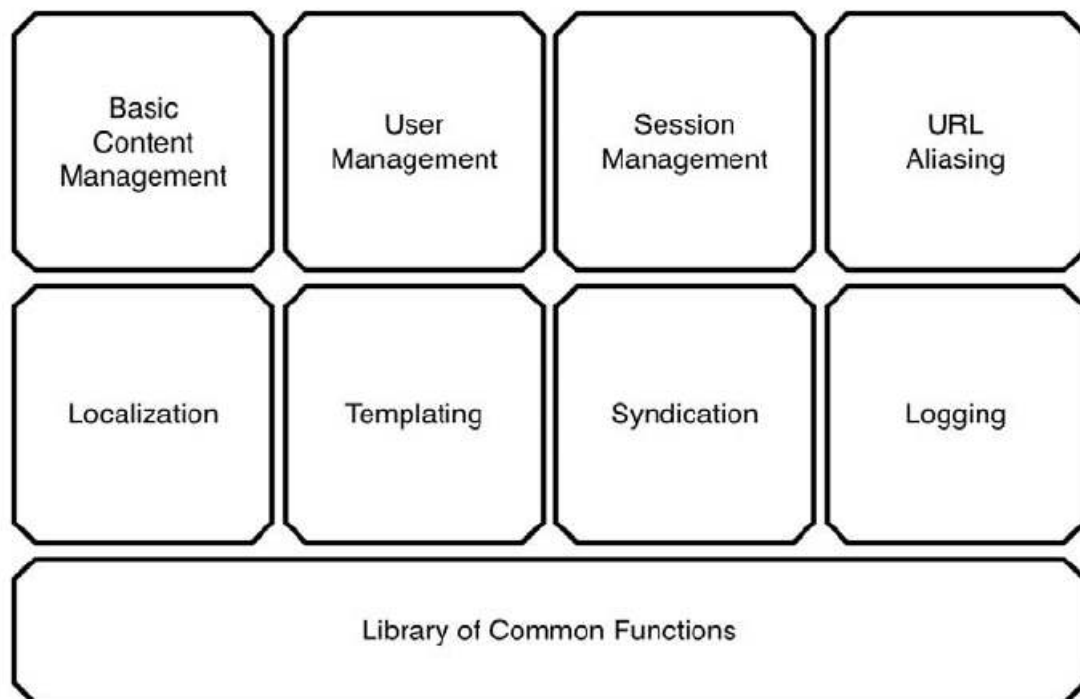 Basic
Content
Management
User
Management
Session
Management
URL
Aliasing
Localization
Templating
Syndication
Logging
Library of Common Functions